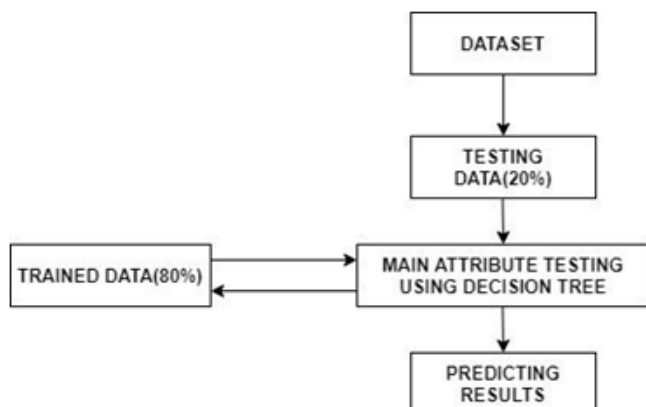 DATASET
TESTING
DATA(20%)
TRAINED DATA(80%)
MAIN ATTRIBUTE TESTING
USING DECISION TREE
PREDICTING
RESULTS